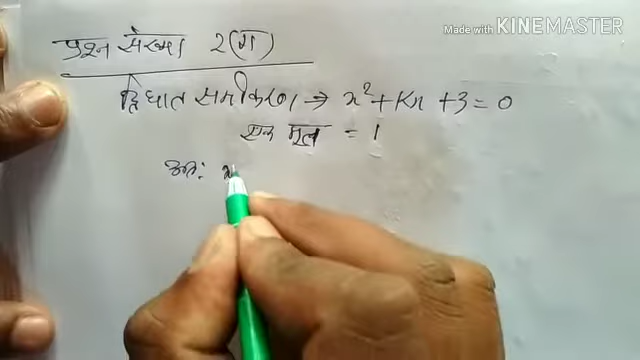 Made with KINEMASTER
प्रश्न संख्या 2(ग)
द्विघात समीकरण → x² + Kx + 3 = 0
एक मूल = 1
अतः x